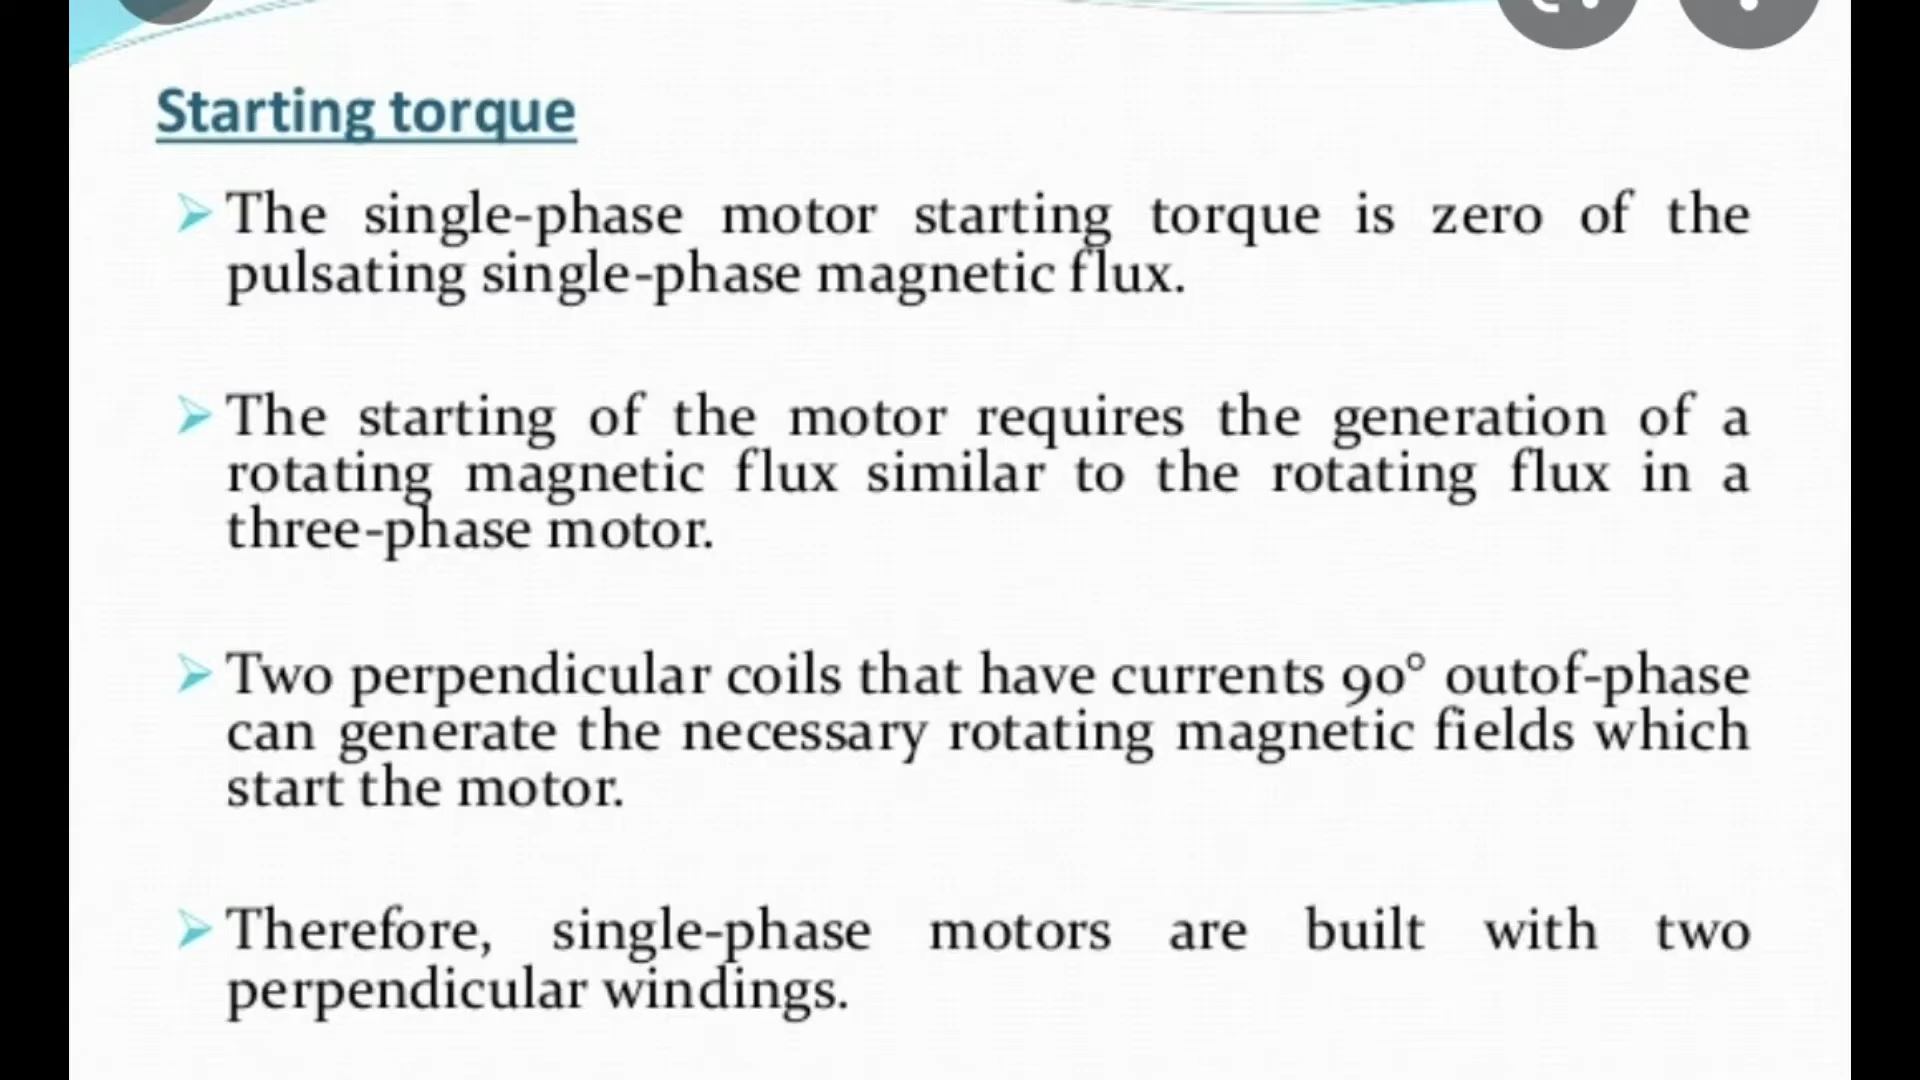 Starting torque
The single-phase motor starting torque is zero of the
pulsating single-phase magnetic flux.
The starting of the motor requires the generation of a
rotating magnetic flux similar to the rotating flux in a
three-phase motor.
Two perpendicular coils that have currents 90° outof-phase
can generate the necessary rotating magnetic fields which
start the motor.
Therefore, single-phase motors are built with two
perpendicular windings.